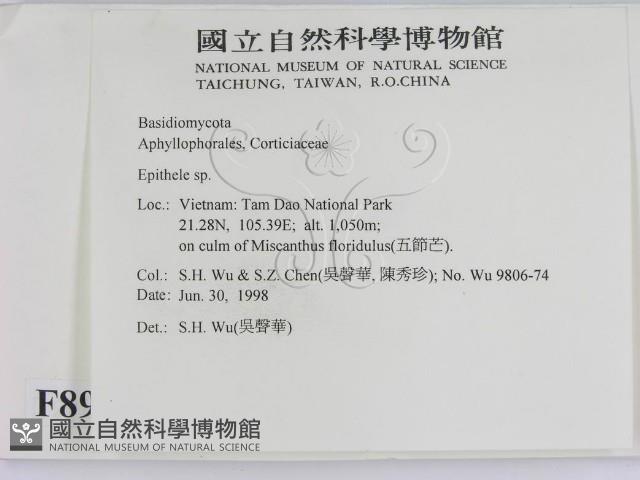 國立自然科學博物館
NATIONAL MUSEUM OF NATURAL SCIENCE
TAICHUNG, TAIWAN, R.O.CHINA
Basidiomycota
Aphyllophorales, Corticiaceae
Epithele sp.
Loc.: Vietnam: Tam Dao National Park
21.28N, 105.39E; alt. 1,050m;
on culm of Miscanthus floridulus(五節芒).
Col.: S.H. Wu & S.Z. Chen(吳聲華, 陳秀珍); No. Wu 9806-74
Date: Jun. 30, 1998
Det.: S.H. Wu(吳聲華)
F89
國立自然科學博物館
NATIONAL MUSEUM OF NATURAL SCIENCE